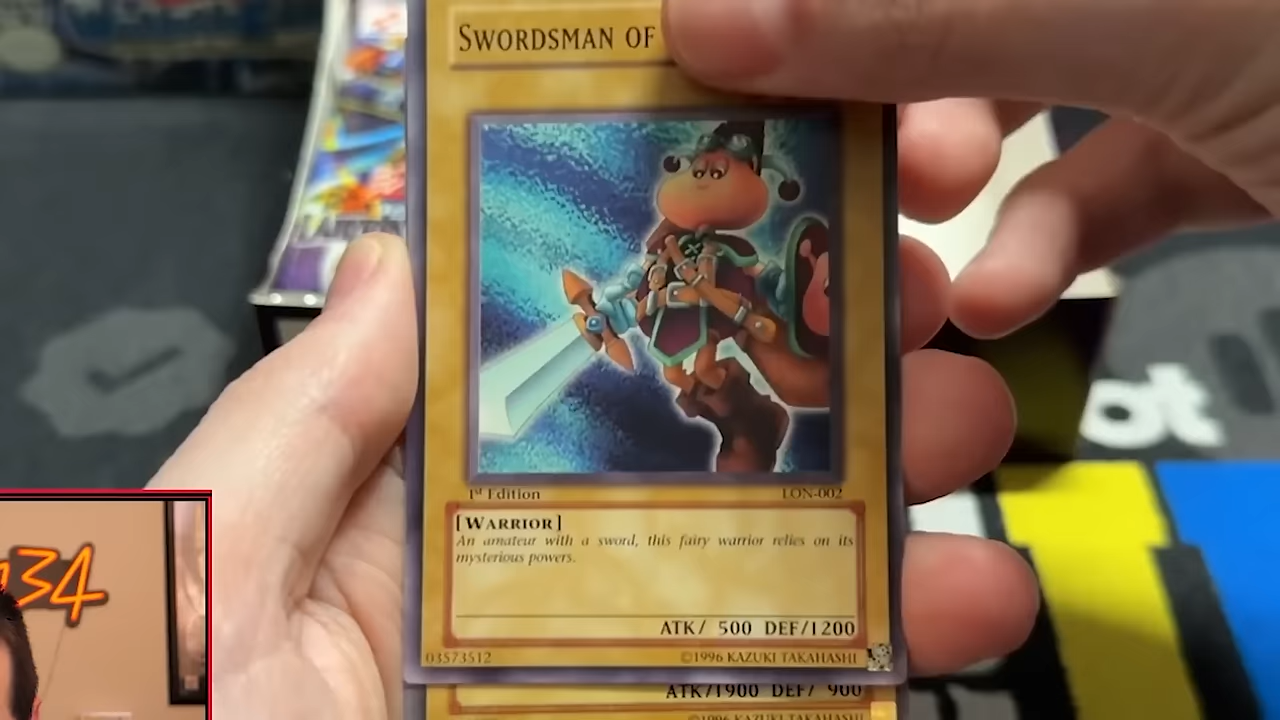 SWORDSMAN OF
1st Edition
LON-002
[WARRIOR]
An amateur with a sword, this fairy warrior relies on its
mysterious powers.
ATK/ 500 DEF/1200
03573512
©1996 KAZUKI TAKAHASHI
ATK/1900 DEF/ 900
©1996 KAZUKI TAKAHASHI
34
ot